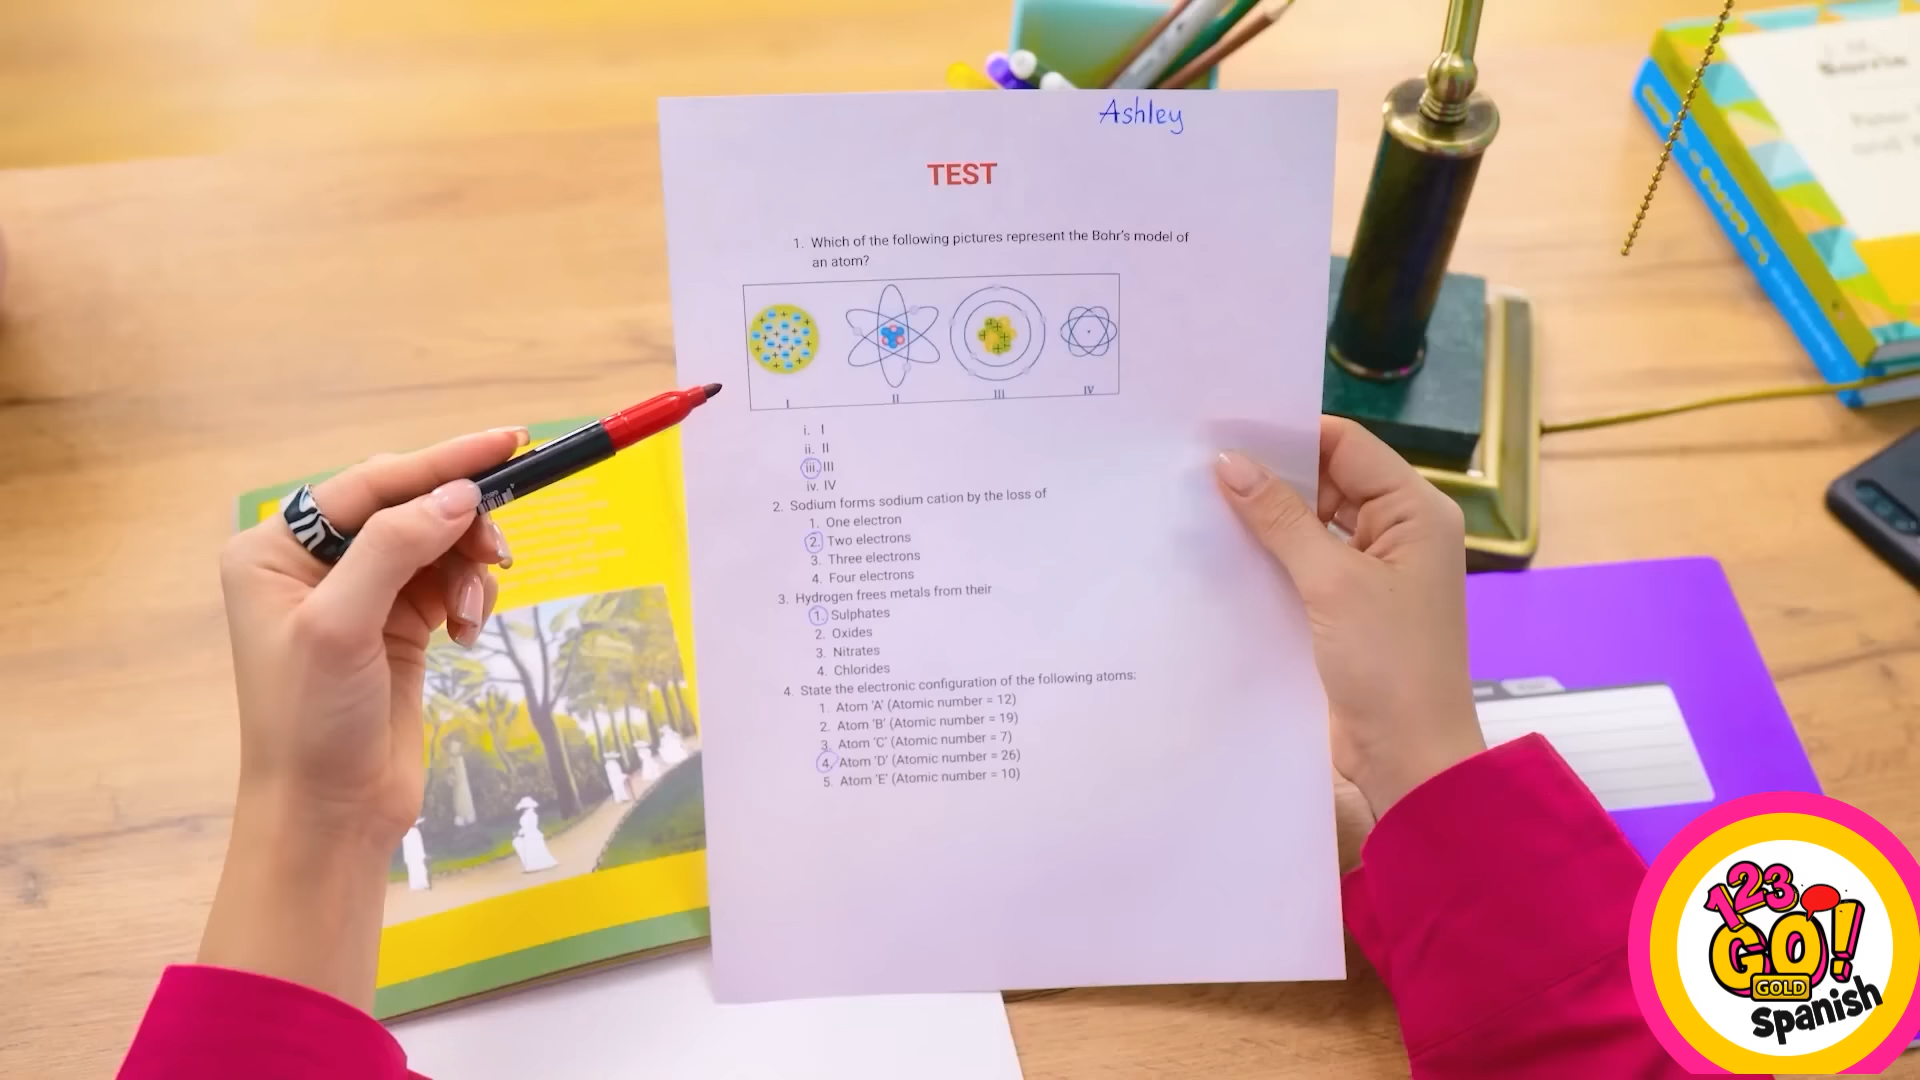 Ashley
TEST
1. Which of the following pictures represent the Bohr's model of
an atom?
I II III IV
i. I
ii. II
iii. III
iv. IV
2. Sodium forms sodium cation by the loss of
1. One electron
2. Two electrons
3. Three electrons
4. Four electrons
3. Hydrogen frees metals from their
1. Sulphates
2. Oxides
3. Nitrates
4. Chlorides
4. State the electronic configuration of the following atoms:
1. Atom 'A' (Atomic number = 12)
2. Atom 'B' (Atomic number = 19)
3. Atom 'C' (Atomic number = 7)
4. Atom 'D' (Atomic number = 26)
5. Atom 'E' (Atomic number = 10)
123
GO!
GOLD
Spanish